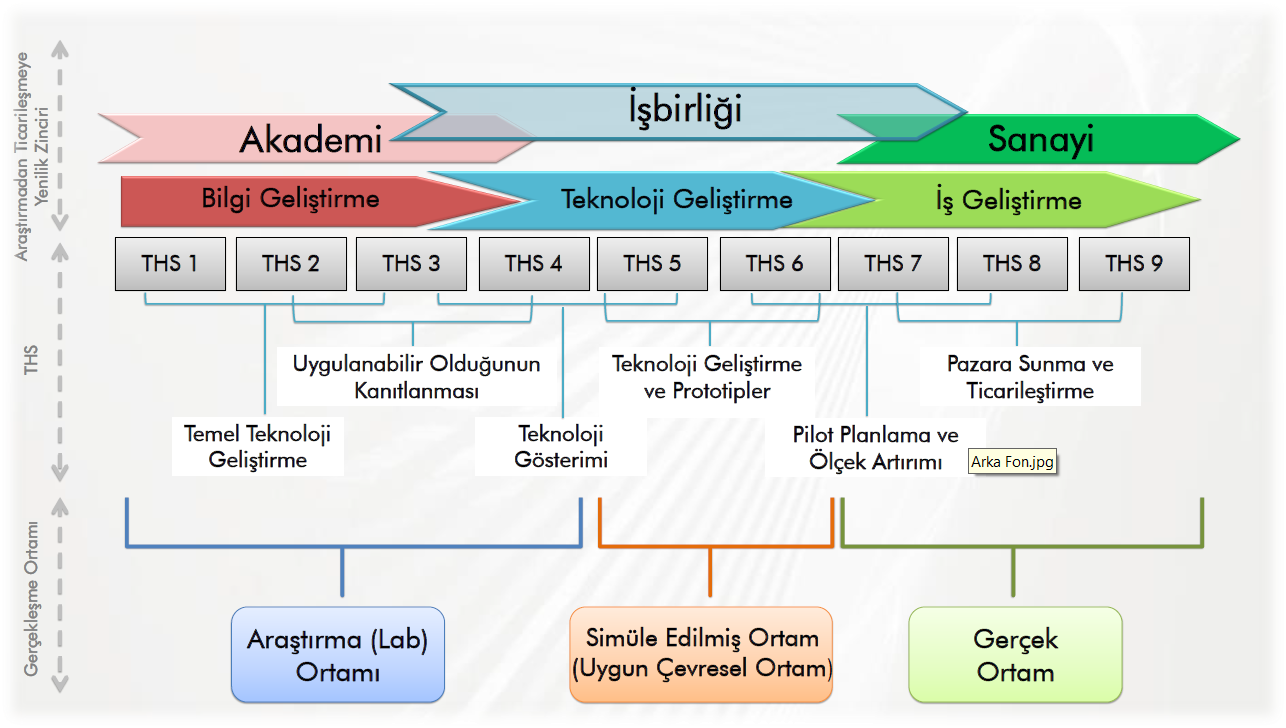 Araştırmadan Ticarileşmeye
Yenilik Zinciri
İşbirliği
Akademi
Sanayi
Bilgi Geliştirme
Teknoloji Geliştirme
İş Geliştirme
THS 1
THS 2
THS 3
THS 4
THS 5
THS 6
THS 7
THS 8
THS 9
THS
Uygulanabilir Olduğunun
Kanıtlanması
Teknoloji Geliştirme
ve Prototipler
Pazara Sunma ve
Ticarileştirme
Temel Teknoloji
Geliştirme
Teknoloji
Gösterimi
Pilot Planlama ve
Ölçek Artırımı
Arka Fon.jpg
Gerçekleşme Ortamı
Araştırma (Lab)
Ortamı
Simüle Edilmiş Ortam
(Uygun Çevresel Ortam)
Gerçek
Ortam